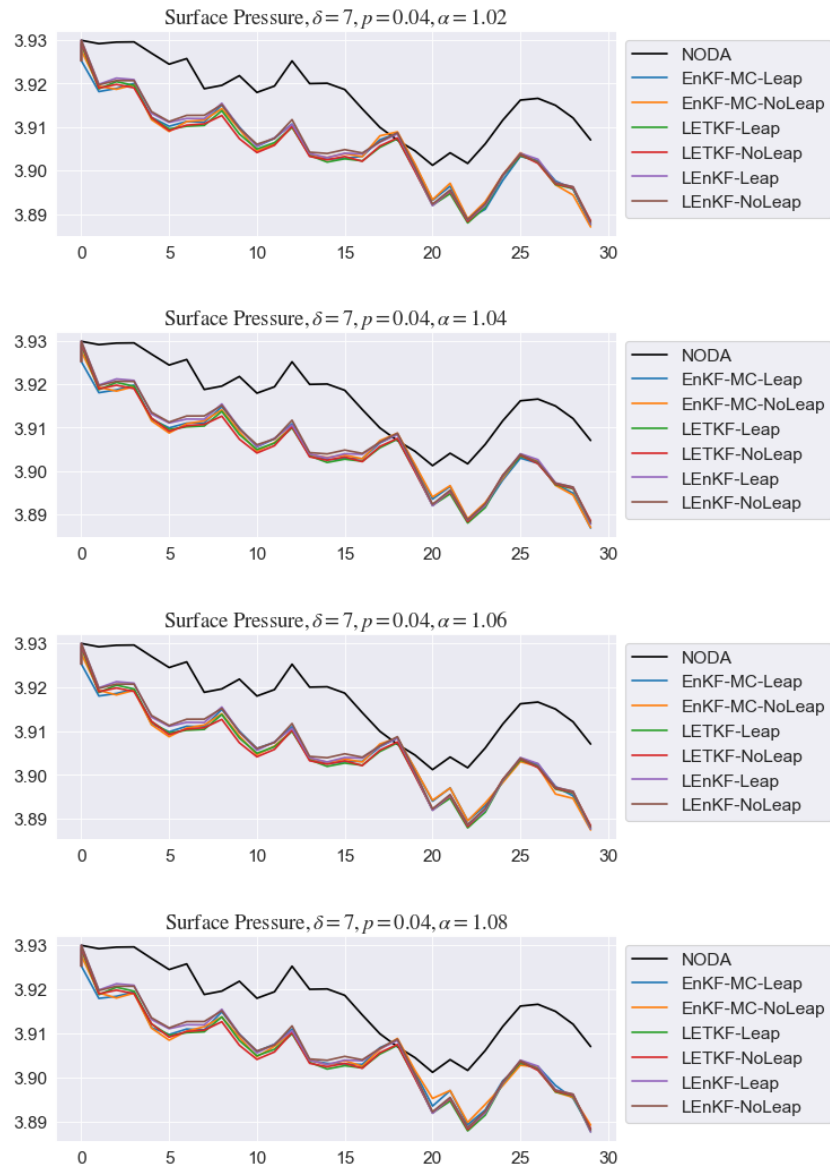 Surface Pressure, δ = 7, p = 0.04, α = 1.02
3.93
3.92
3.91
3.90
3.89
0 5 10 15 20 25 30
NODA
EnKF-MC-Leap
EnKF-MC-NoLeap
LETKF-Leap
LETKF-NoLeap
LEnKF-Leap
LEnKF-NoLeap
Surface Pressure, δ = 7, p = 0.04, α = 1.04
3.93
3.92
3.91
3.90
3.89
0 5 10 15 20 25 30
NODA
EnKF-MC-Leap
EnKF-MC-NoLeap
LETKF-Leap
LETKF-NoLeap
LEnKF-Leap
LEnKF-NoLeap
Surface Pressure, δ = 7, p = 0.04, α = 1.06
3.93
3.92
3.91
3.90
3.89
0 5 10 15 20 25 30
NODA
EnKF-MC-Leap
EnKF-MC-NoLeap
LETKF-Leap
LETKF-NoLeap
LEnKF-Leap
LEnKF-NoLeap
Surface Pressure, δ = 7, p = 0.04, α = 1.08
3.93
3.92
3.91
3.90
3.89
0 5 10 15 20 25 30
NODA
EnKF-MC-Leap
EnKF-MC-NoLeap
LETKF-Leap
LETKF-NoLeap
LEnKF-Leap
LEnKF-NoLeap